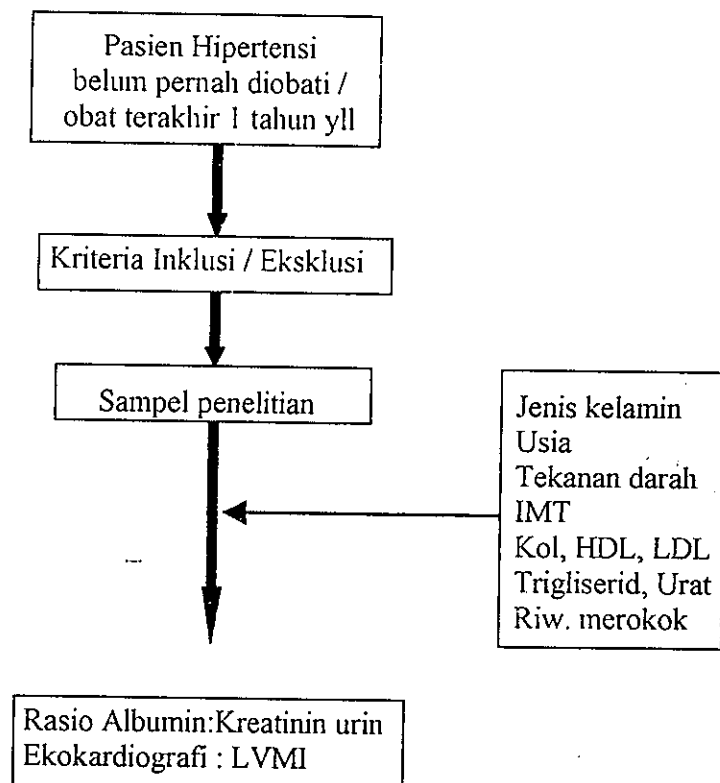 Pasien Hipertensi
belum pernah diobati /
obat terakhir 1 tahun yll
Kriteria Inklusi / Eksklusi
Sampel penelitian
Jenis kelamin
Usia
Tekanan darah
IMT
Kol, HDL, LDL
Trigliserid, Urat
Riw. merokok
Rasio Albumin:Kreatinin urin
Ekokardiografi : LVMI